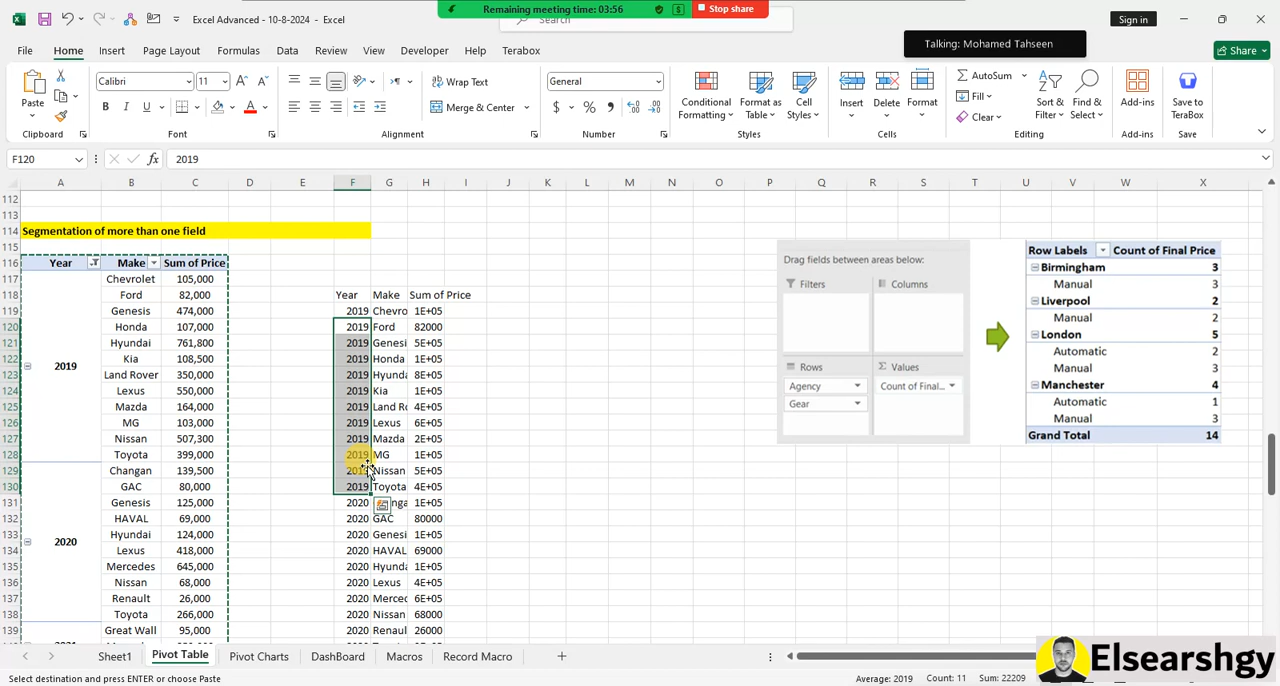 Excel Advanced - 10-8-2024 - Excel
Remaining meeting time: 03:56
Stop share
Search
Sign in
File Home Insert Page Layout Formulas Data Review View Developer Help Terabox
Talking: Mohamed Tahseen
Share
Paste
Calibri 11
Wrap Text
General
Merge & Center
Conditional Formatting
Format as Table
Cell Styles
Insert Delete Format
AutoSum
Fill
Clear
Sort & Filter
Find & Select
Add-ins
Save to TeraBox
Clipboard Font Alignment Number Styles Cells Editing Add-ins Save
F120 fx 2019
A B C D E F G H I J K L M N O P Q R S T U V W X
112
113
114 Segmentation of more than one field
115
116 Year Make Sum of Price
117 Chevrolet 105,000
118 Ford 82,000 Year Make Sum of Price
119 Genesis 474,000 2019 Chevro 1E+05
120 Honda 107,000 2019 Ford 82000
121 Hyundai 761,800 2019 Genesi 5E+05
122 Kia 108,500 2019 Honda 1E+05
2019
123 Land Rover 350,000 2019 Hyunda 8E+05
124 Lexus 550,000 2019 Kia 1E+05
125 Mazda 164,000 2019 Land Ro 4E+05
126 MG 103,000 2019 Lexus 6E+05
127 Nissan 507,300 2019 Mazda 2E+05
128 Toyota 399,000 2019 MG 1E+05
129 Changan 139,500 2019 Nissan 5E+05
130 GAC 80,000 2019 Toyota 4E+05
131 Genesis 125,000 2020 1E+05
132 HAVAL 69,000 2020 GAC 80000
133 Hyundai 124,000 2020 Genesi 1E+05
2020
134 Lexus 418,000 2020 HAVAL 69000
135 Mercedes 645,000 2020 Hyunda 1E+05
136 Nissan 68,000 2020 Lexus 4E+05
137 Renault 26,000 2020 Merced 6E+05
138 Toyota 266,000 2020 Nissan 68000
139 Great Wall 95,000 2020 Renaul 26000
Drag fields between areas below:
Filters Columns
Rows Σ Values
Agency Count of Final...
Gear
Row Labels Count of Final Price
Birmingham 3
Manual 3
Liverpool 2
Manual 2
London 5
Automatic 2
Manual 3
Manchester 4
Automatic 1
Manual 3
Grand Total 14
Sheet1 Pivot Table Pivot Charts DashBoard Macros Record Macro
Elsearshgy
Select destination and press ENTER or choose Paste
Average: 2019 Count: 11 Sum: 22209